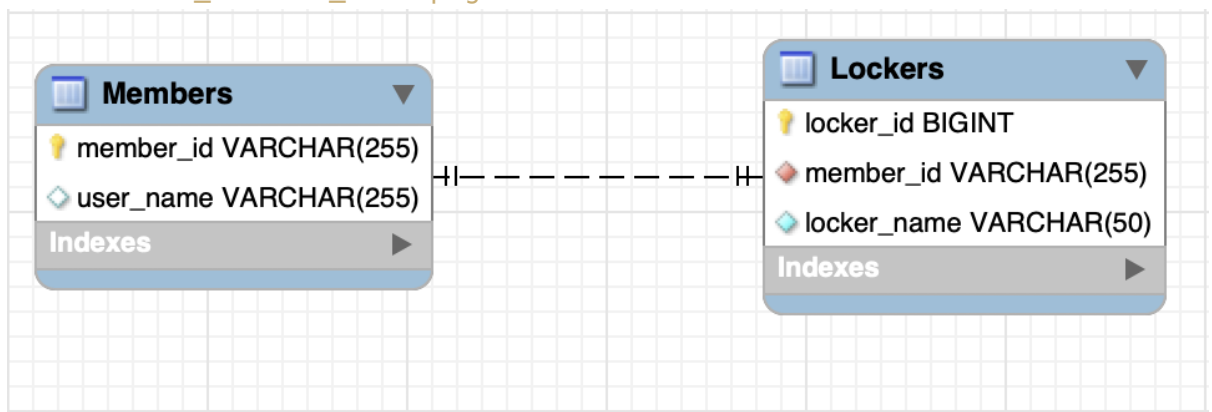 Members
member_id VARCHAR(255)
user_name VARCHAR(255)
Indexes
Lockers
locker_id BIGINT
member_id VARCHAR(255)
locker_name VARCHAR(50)
Indexes